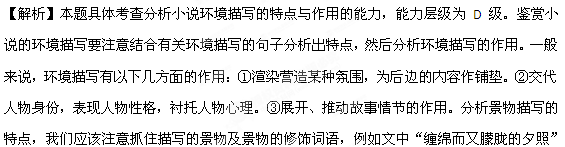 【解析】本题具体考查分析小说环境描写的特点与作用的能力，能力层级为 D 级。鉴赏小
说的环境描写要注意结合有关环境描写的句子分析出特点，然后分析环境描写的作用。一般
来说，环境描写有以下几方面的作用：①渲染营造某种氛围，为后边的内容作铺垫。②交代
人物身份，表现人物性格，衬托人物心理。③展开、推动故事情节的作用。分析景物描写的
特点，我们应该注意抓住描写的景物及景物的修饰词语，例如文中“缠绵而又朦胧的夕照”